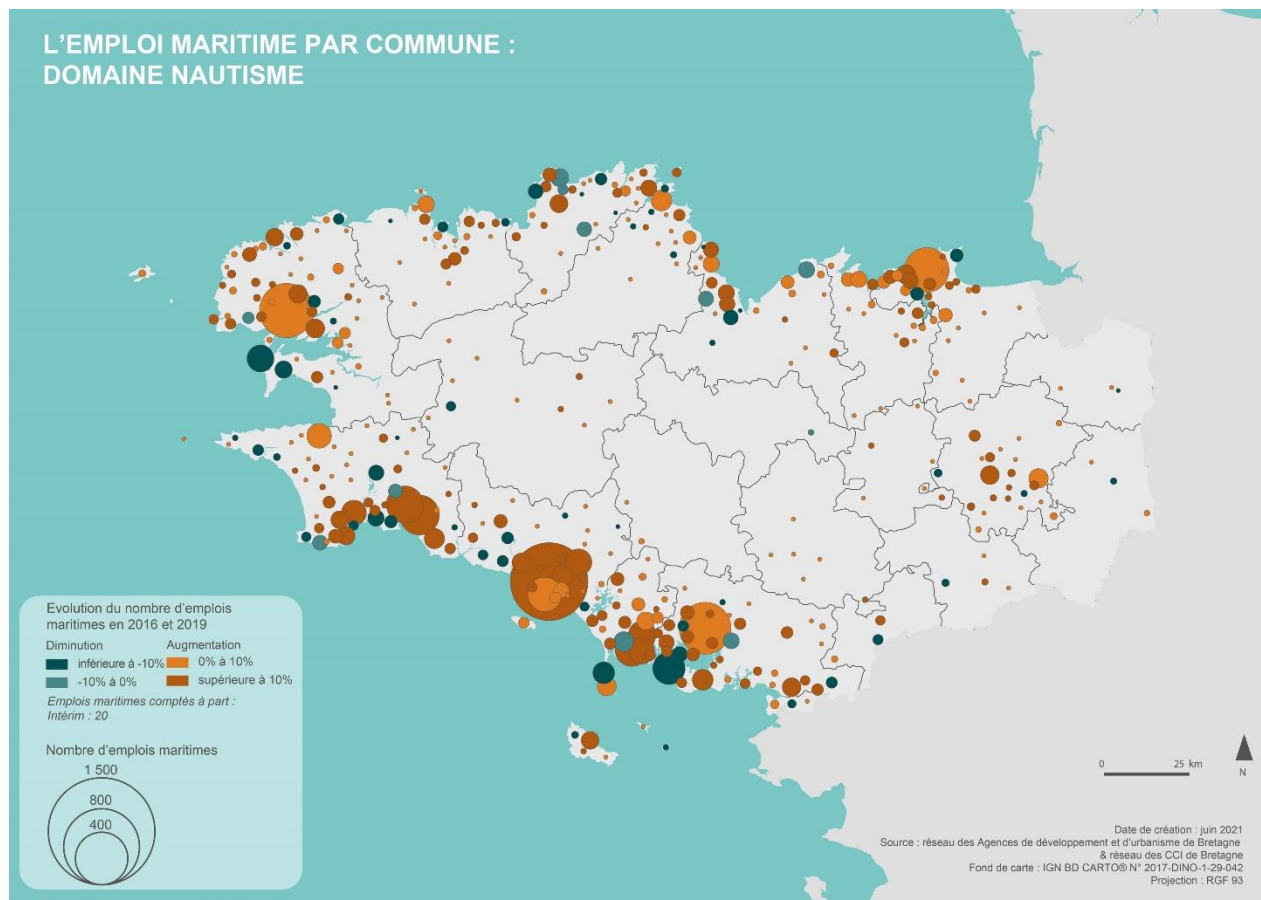 L'EMPLOI MARITIME PAR COMMUNE :
DOMAINE NAUTISME
Evolution du nombre d'emplois
maritimes en 2016 et 2019
Diminution
Augmentation
inférieure à -10%
0% à 10%
-10% à 0%
supérieure à 10%
Emplois maritimes comptés à part :
Intérim : 20
Nombre d'emplois maritimes
1 500
800
400
0 25 km
N
Date de création : juin 2021
Source : réseau des Agences de développement et d'urbanisme de Bretagne
& réseau des CCI de Bretagne
Fond de carte : IGN BD CARTO® N° 2017-DINO-1-29-042
Projection : RGF 93